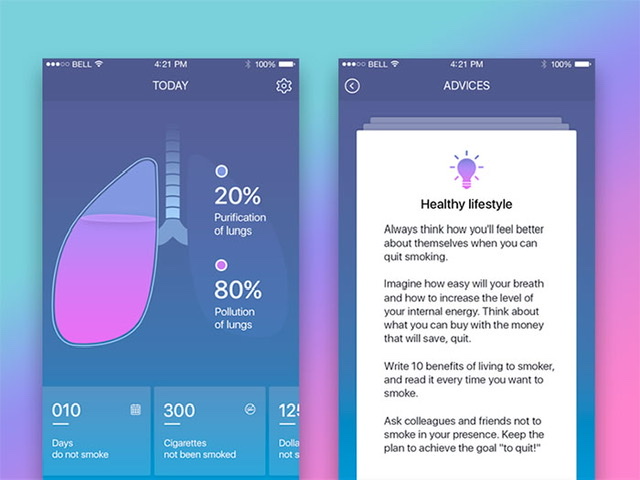 BELL 4:21 PM 100%
TODAY
20%
Purification
of lungs
80%
Pollution
of lungs
010
Days
do not smoke
300
Cigarettes
not been smoked
125
Dolla
not s
BELL 4:21 PM 100%
ADVICES
Healthy lifestyle
Always think how you'll feel better
about themselves when you can
quit smoking.
Imagine how easy will your breath
and how to increase the level of
your internal energy. Think about
what you can buy with the money
that will save, quit.
Write 10 benefits of living to smoker,
and read it every time you want to
smoke.
Ask colleagues and friends not to
smoke in your presence. Keep the
plan to achieve the goal "to quit!"